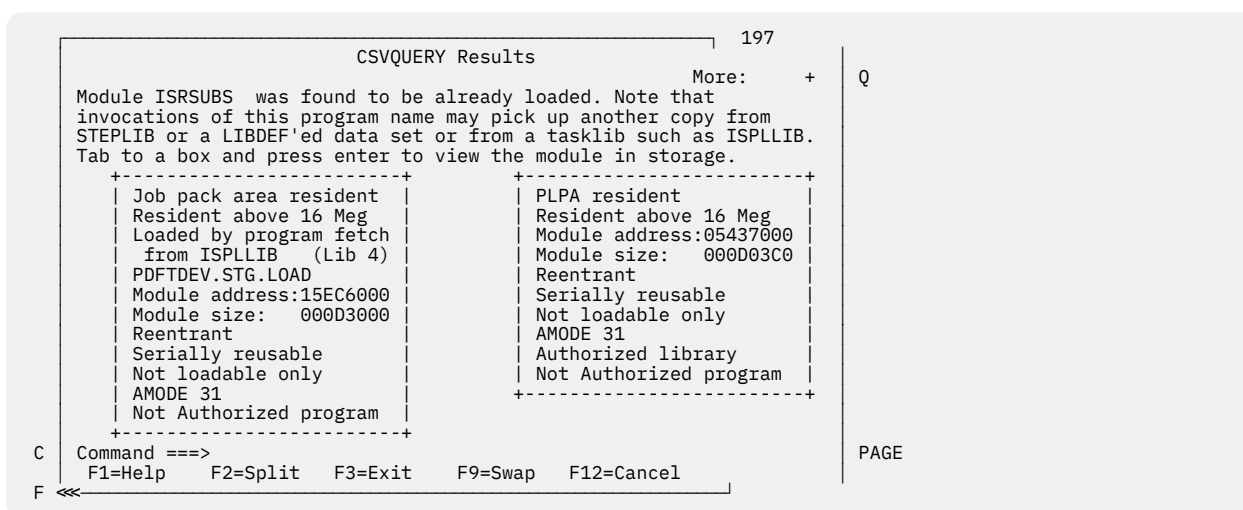 197
CSVQUERY Results
More:     +   Q
Module ISRSUBS  was found to be already loaded. Note that
invocations of this program name may pick up another copy from
STEPLIB or a LIBDEF'ed data set or from a tasklib such as ISPLLIB.
Tab to a box and press enter to view the module in storage.
+-------------------------+         +-------------------------+
| Job pack area resident  |         | PLPA resident           |
| Resident above 16 Meg   |         | Resident above 16 Meg   |
| Loaded by program fetch |         | Module address:05437000 |
|  from ISPLLIB   (Lib 4) |         | Module size:   000D03C0 |
| PDFTDEV.STG.LOAD        |         | Reentrant               |
| Module address:15EC6000 |         | Serially reusable       |
| Module size:   000D3000 |         | Not loadable only       |
| Reentrant               |         | AMODE 31                |
| Serially reusable       |         | Authorized library      |
| Not loadable only       |         | Not Authorized program  |
| AMODE 31                |         +-------------------------+
| Not Authorized program  |
+-------------------------+
C   Command ===>   PAGE
F1=Help    F2=Split   F3=Exit    F9=Swap   F12=Cancel
F <<<